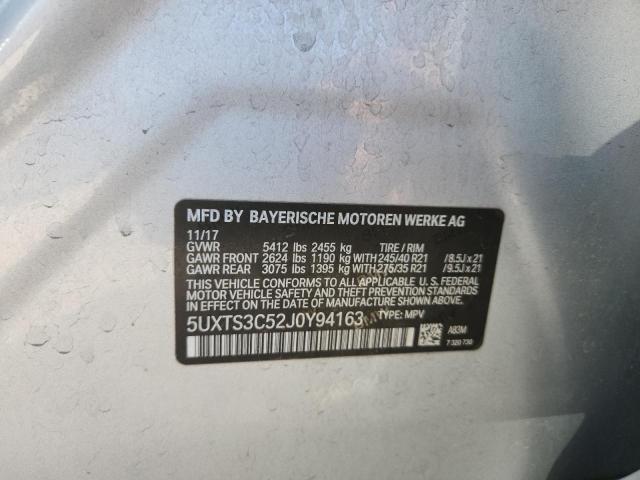 MFD BY BAYERISCHE MOTOREN WERKE AG
11/17
GVWR 5412 lbs 2455 kg TIRE / RIM
GAWR FRONT 2624 lbs 1190 kg WITH 245/40 R21 /8.5J x 21
GAWR REAR 3075 lbs 1395 kg WITH 275/35 R21 /9.5J x 21
THIS VEHICLE CONFORMS TO ALL APPLICABLE U. S. FEDERAL
MOTOR VEHICLE SAFETY STANDARDS IN EFFECT ON THE
DATE OF MANUFACTURE SHOWN ABOVE.
5UXTS3C52J0Y94163 TYPE: MPV
A83M
7 320 730